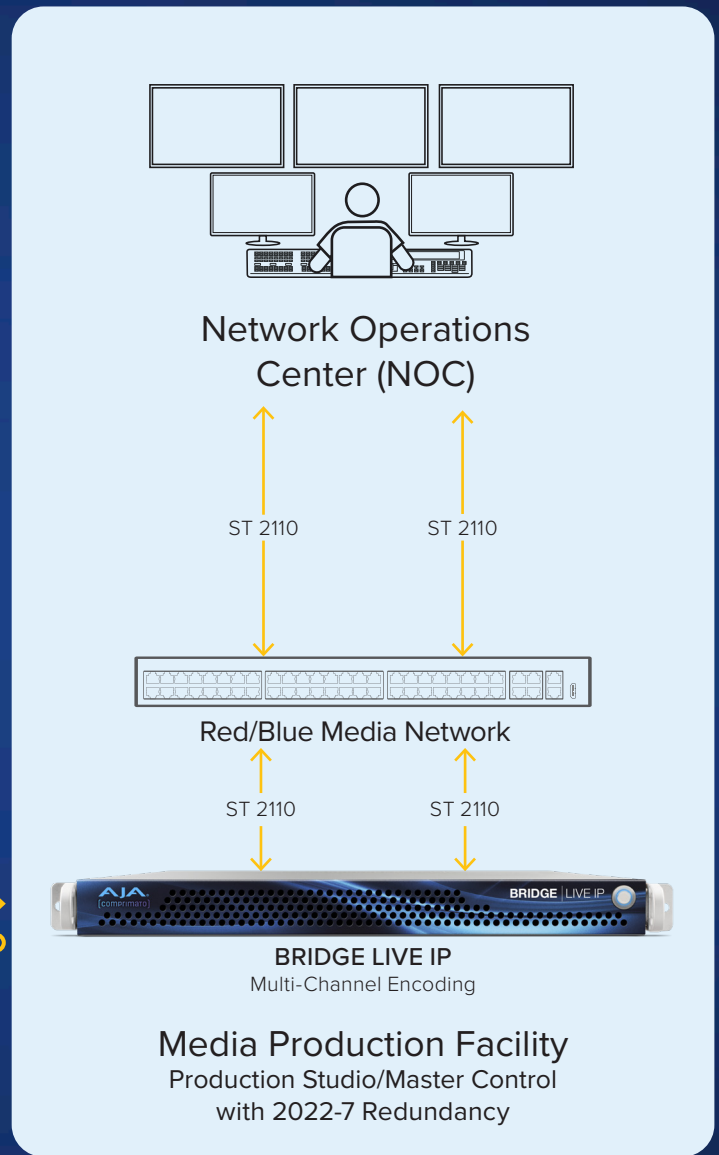 Network Operations
Center (NOC)
ST 2110 ST 2110
Red/Blue Media Network
ST 2110 ST 2110
AJA
[comprimato]
BRIDGE | LIVE IP
BRIDGE LIVE IP
Multi-Channel Encoding
Media Production Facility
Production Studio/Master Control
with 2022-7 Redundancy